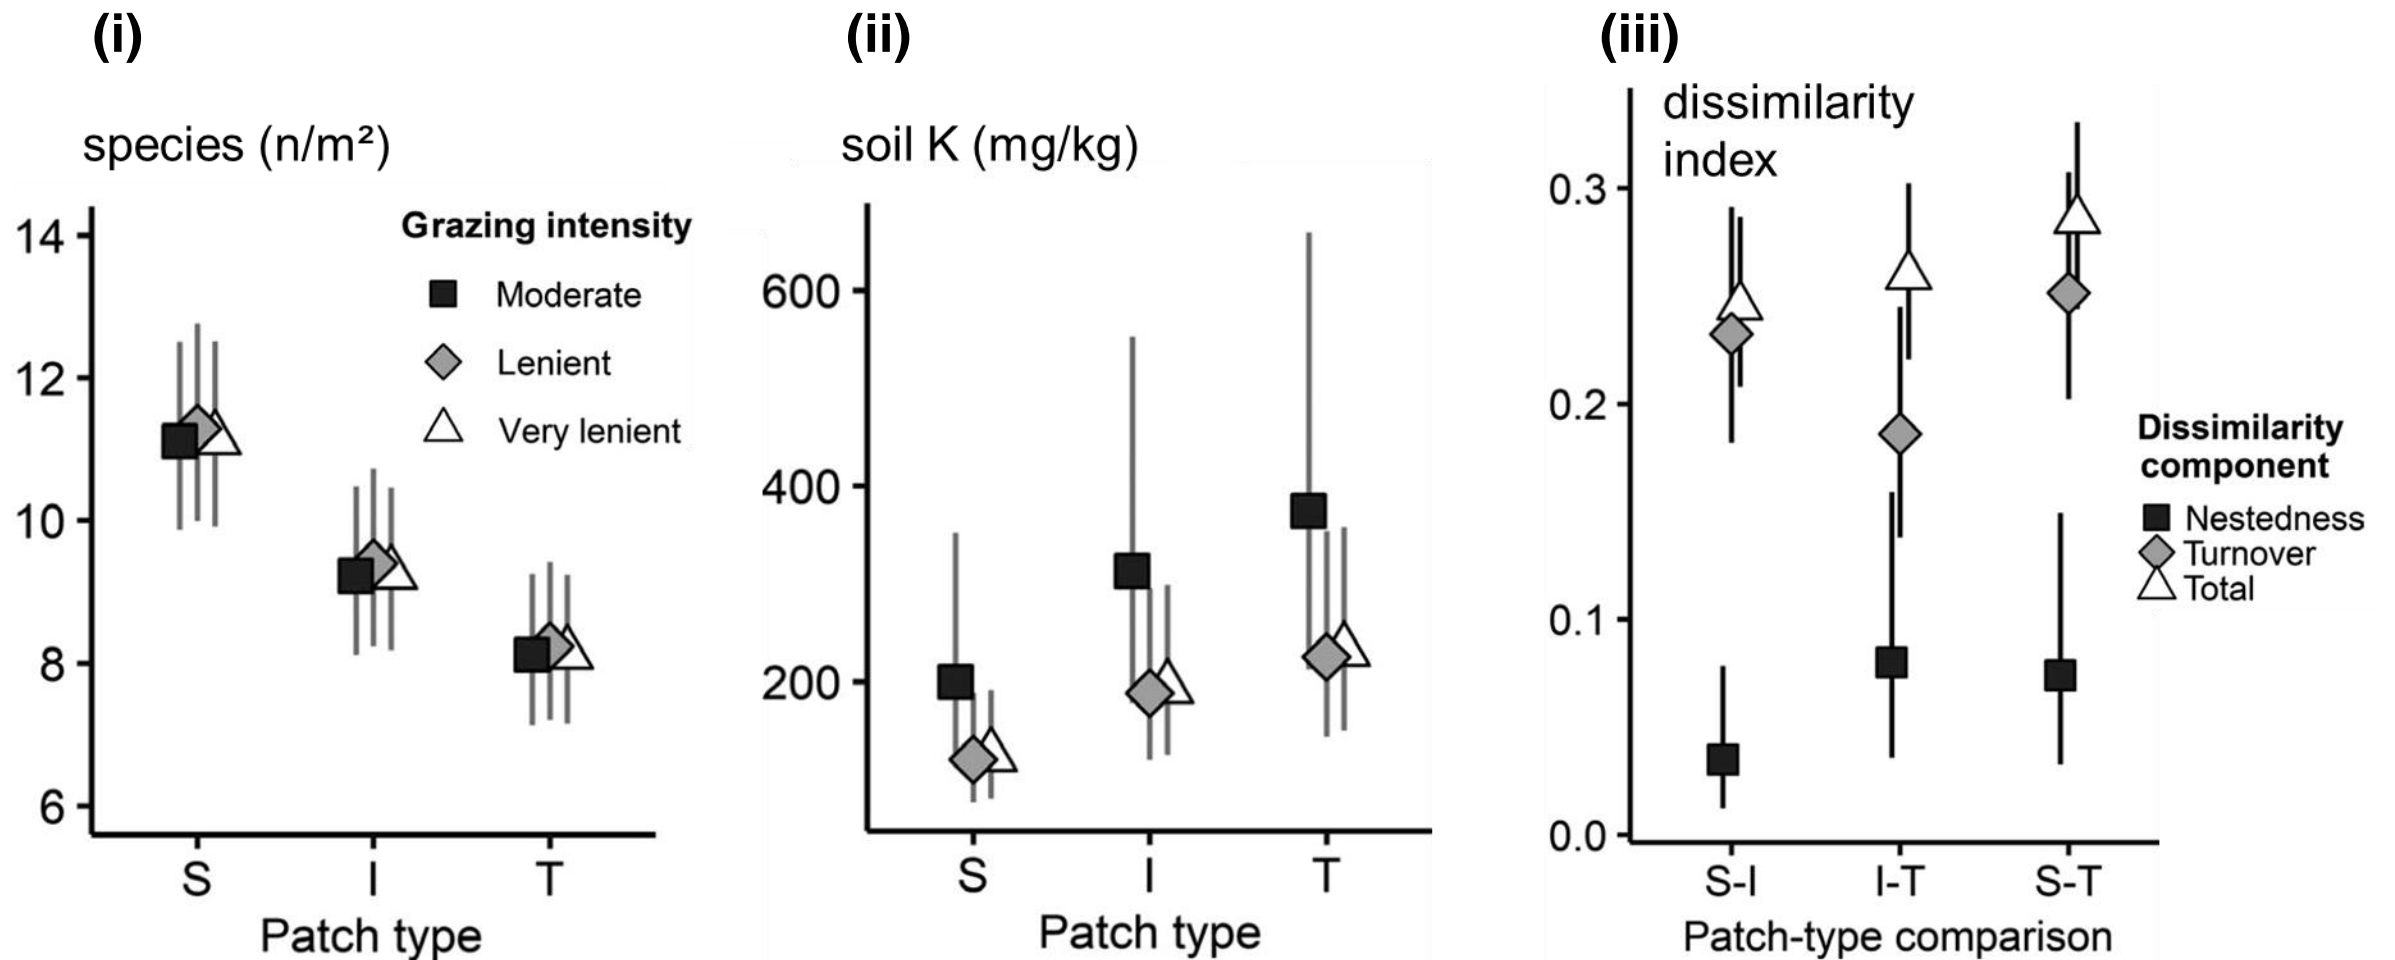 (i)
species (n/m²)
14
12
10
8
6
Grazing intensity
Moderate
Lenient
Very lenient
S I T
Patch type
(ii)
soil K (mg/kg)
600
400
200
S I T
Patch type
(iii)
dissimilarity
index
0.3
0.2
0.1
0.0
S-I I-T S-T
Patch-type comparison
Dissimilarity
component
Nestedness
Turnover
Total